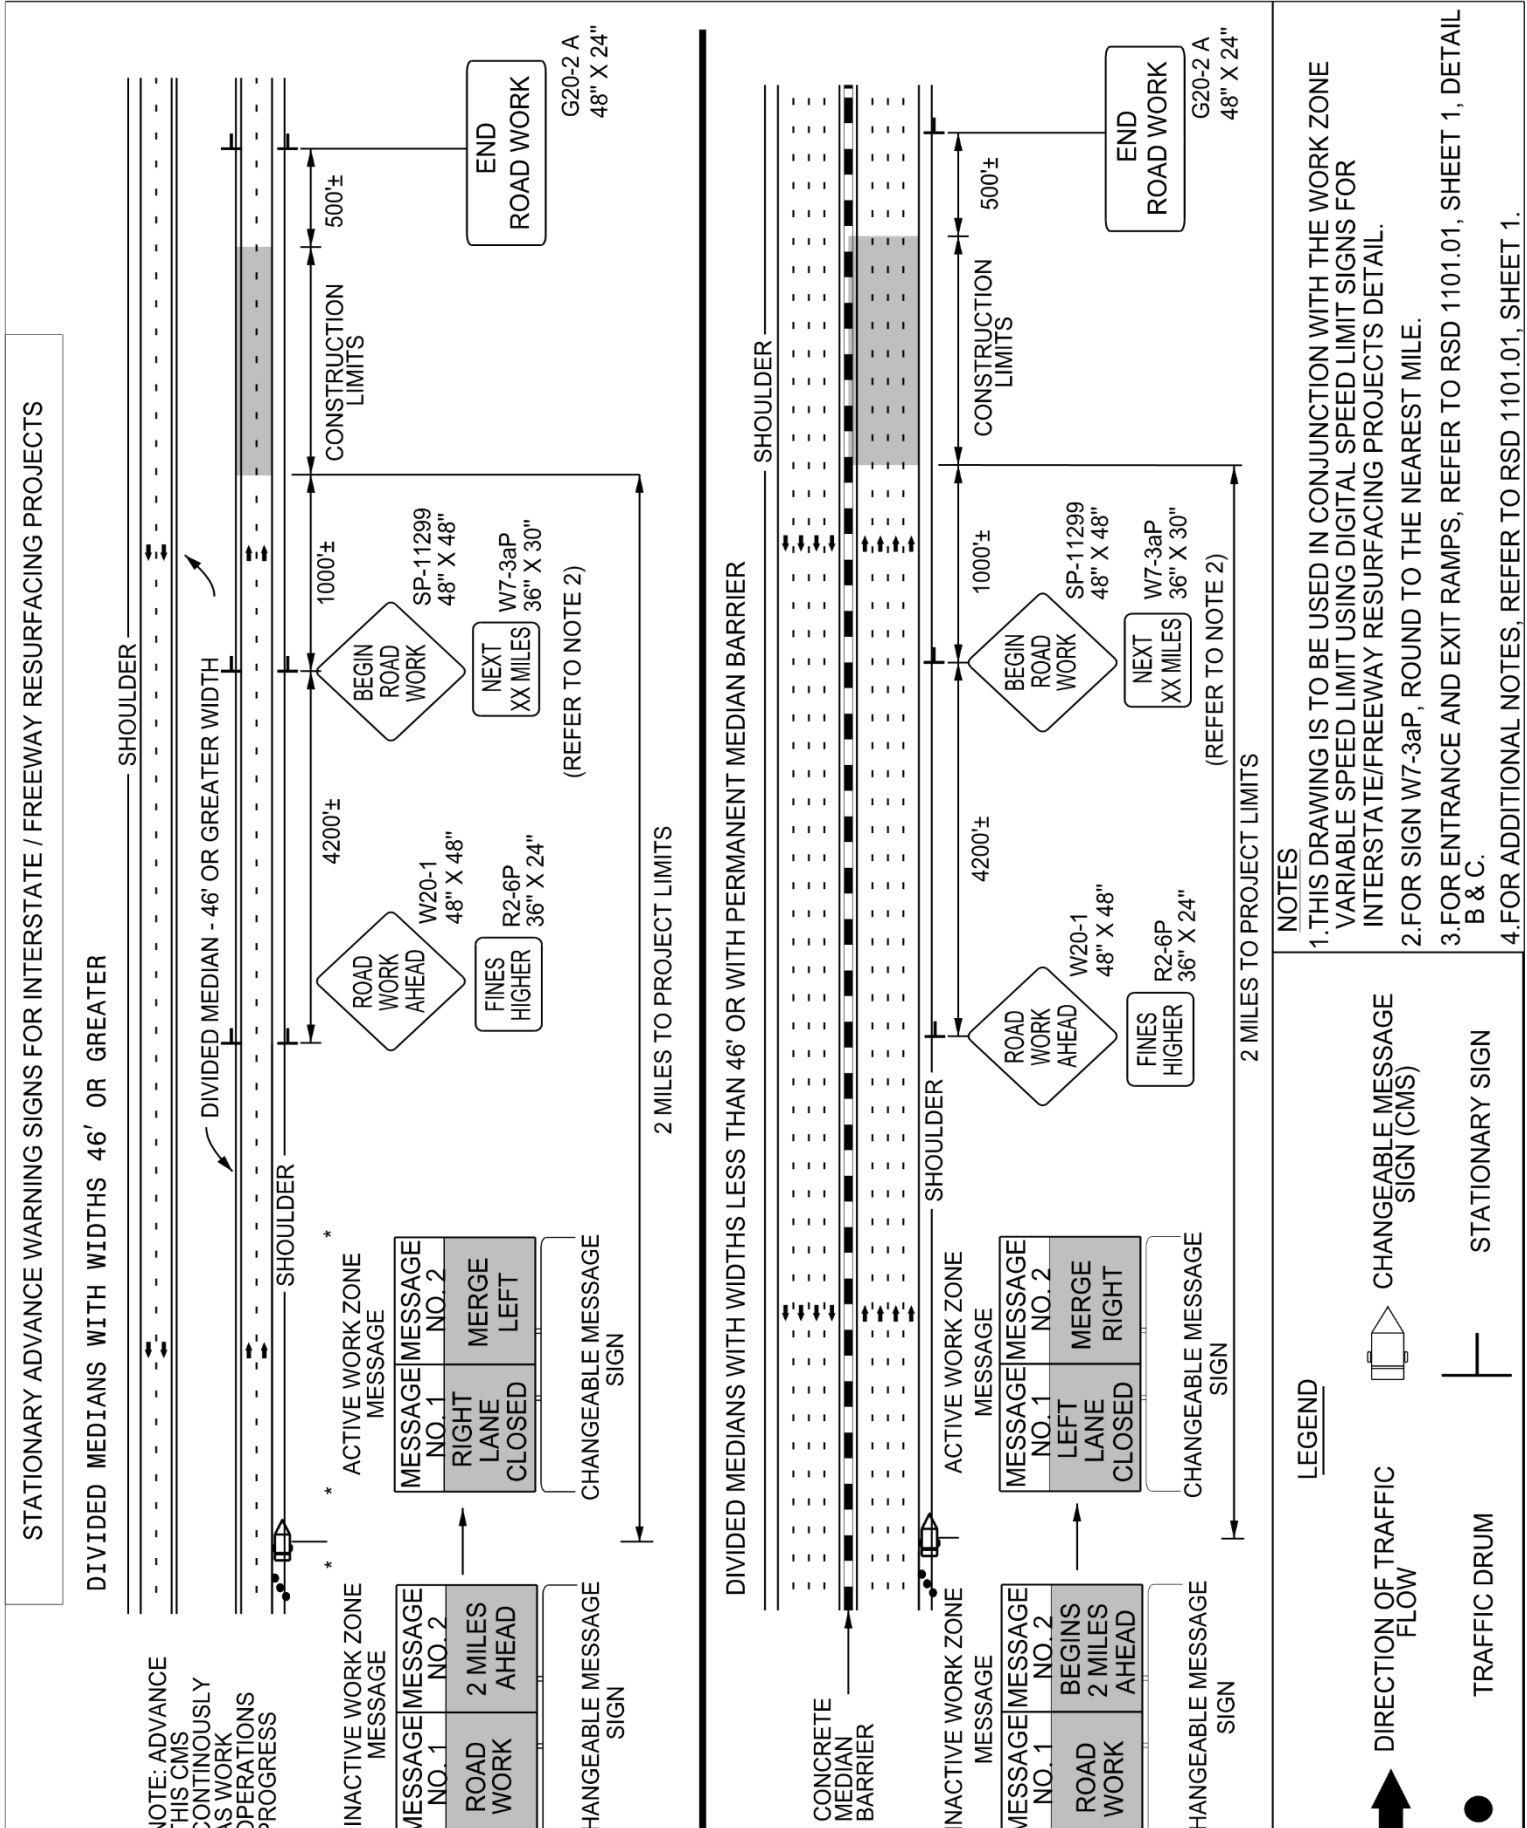 STATIONARY ADVANCE WARNING SIGNS FOR INTERSTATE / FREEWAY RESURFACING PROJECTS
DIVIDED MEDIANS WITH WIDTHS 46' OR GREATER
SHOULDER
DIVIDED MEDIAN - 46' OR GREATER WIDTH
SHOULDER
NOTE: ADVANCE
THIS CMS
CONTINOUSLY
AS WORK
OPERATIONS
PROGRESS
INACTIVE WORK ZONE
MESSAGE
MESSAGE
NO. 1
MESSAGE
NO. 2
ROAD
WORK
2 MILES
AHEAD
CHANGEABLE MESSAGE
SIGN
*
*
*
ACTIVE WORK ZONE
MESSAGE
MESSAGE
NO. 1
MESSAGE
NO. 2
RIGHT
LANE
CLOSED
MERGE
LEFT
CHANGEABLE MESSAGE
SIGN
4200'±
ROAD
WORK
AHEAD
W20-1
48" X 48"
FINES
HIGHER
R2-6P
36" X 24"
1000'±
BEGIN
ROAD
WORK
SP-11299
48" X 48"
NEXT
XX MILES
W7-3aP
36" X 30"
(REFER TO NOTE 2)
CONSTRUCTION
LIMITS
500'±
END
ROAD WORK
G20-2 A
48" X 24"
2 MILES TO PROJECT LIMITS
DIVIDED MEDIANS WITH WIDTHS LESS THAN 46' OR WITH PERMANENT MEDIAN BARRIER
SHOULDER
CONCRETE
MEDIAN
BARRIER
SHOULDER
INACTIVE WORK ZONE
MESSAGE
MESSAGE
NO. 1
MESSAGE
NO. 2
ROAD
WORK
BEGINS
2 MILES
AHEAD
CHANGEABLE MESSAGE
SIGN
ACTIVE WORK ZONE
MESSAGE
MESSAGE
NO. 1
MESSAGE
NO. 2
LEFT
LANE
CLOSED
MERGE
RIGHT
CHANGEABLE MESSAGE
SIGN
4200'±
ROAD
WORK
AHEAD
W20-1
48" X 48"
FINES
HIGHER
R2-6P
36" X 24"
1000'±
BEGIN
ROAD
WORK
SP-11299
48" X 48"
NEXT
XX MILES
W7-3aP
36" X 30"
(REFER TO NOTE 2)
CONSTRUCTION
LIMITS
500'±
END
ROAD WORK
G20-2 A
48" X 24"
2 MILES TO PROJECT LIMITS
LEGEND
DIRECTION OF TRAFFIC
FLOW
CHANGEABLE MESSAGE
SIGN (CMS)
TRAFFIC DRUM
STATIONARY SIGN
NOTES
1.THIS DRAWING IS TO BE USED IN CONJUNCTION WITH THE WORK ZONE
VARIABLE SPEED LIMIT USING DIGITAL SPEED LIMIT SIGNS FOR
INTERSTATE/FREEWAY RESURFACING PROJECTS DETAIL.
2.FOR SIGN W7-3aP, ROUND TO THE NEAREST MILE.
3.FOR ENTRANCE AND EXIT RAMPS, REFER TO RSD 1101.01, SHEET 1, DETAIL
B & C.
4.FOR ADDITIONAL NOTES, REFER TO RSD 1101.01, SHEET 1.